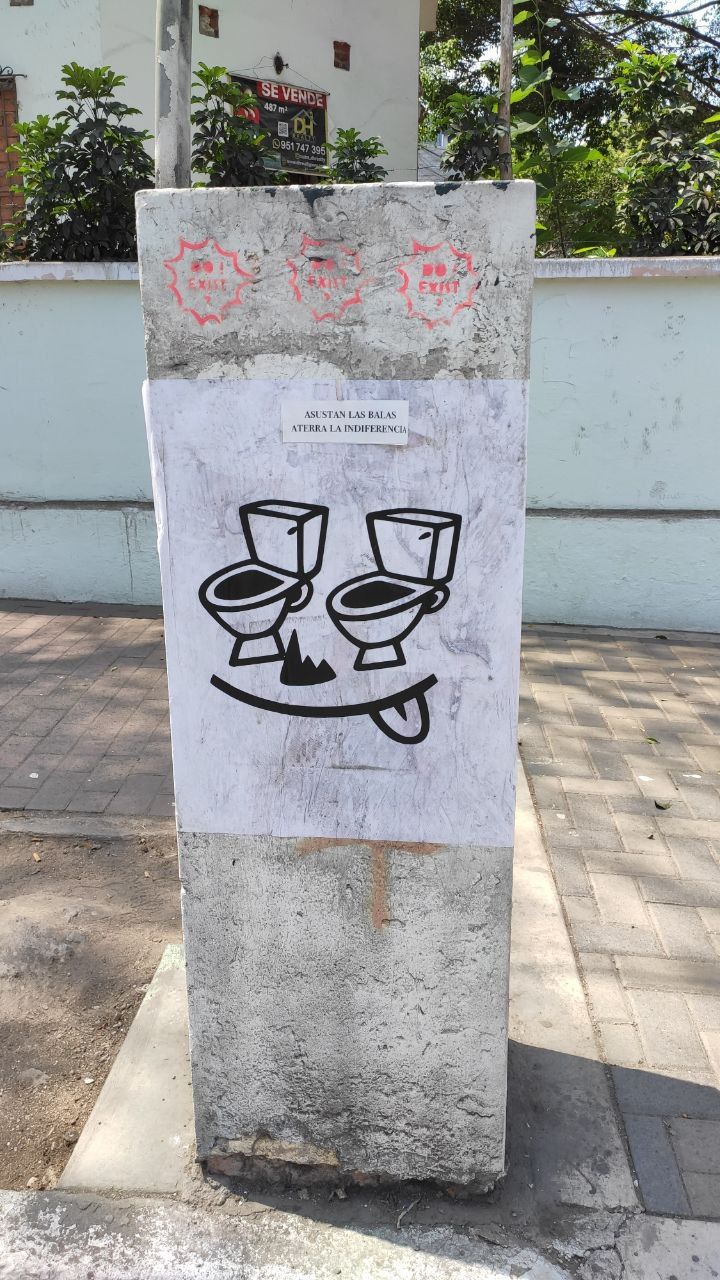 SE VENDE
487 m²
DH
951 747 395
DO I
EXIST
?
DO I
EXIST
?
DO I
EXIST
?
ASUSTAN LAS BALAS
ATERRA LA INDIFERENCIA